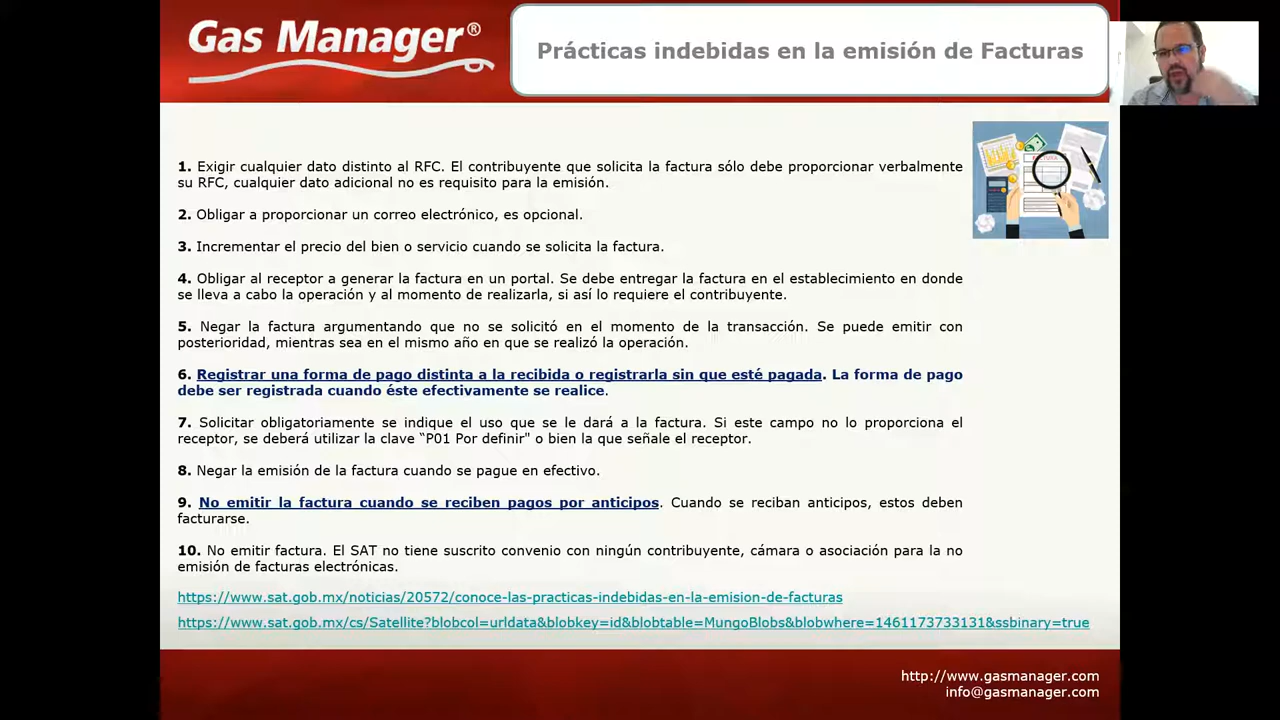 Gas Manager®
Prácticas indebidas en la emisión de Facturas
1. Exigir cualquier dato distinto al RFC. El contribuyente que solicita la factura sólo debe proporcionar verbalmente
su RFC, cualquier dato adicional no es requisito para la emisión.
2. Obligar a proporcionar un correo electrónico, es opcional.
3. Incrementar el precio del bien o servicio cuando se solicita la factura.
4. Obligar al receptor a generar la factura en un portal. Se debe entregar la factura en el establecimiento en donde
se lleva a cabo la operación y al momento de realizarla, si así lo requiere el contribuyente.
5. Negar la factura argumentando que no se solicitó en el momento de la transacción. Se puede emitir con
posterioridad, mientras sea en el mismo año en que se realizó la operación.
6. Registrar una forma de pago distinta a la recibida o registrarla sin que esté pagada. La forma de pago
debe ser registrada cuando éste efectivamente se realice.
7. Solicitar obligatoriamente se indique el uso que se le dará a la factura. Si este campo no lo proporciona el
receptor, se deberá utilizar la clave “P01 Por definir" o bien la que señale el receptor.
8. Negar la emisión de la factura cuando se pague en efectivo.
9. No emitir la factura cuando se reciben pagos por anticipos. Cuando se reciban anticipos, estos deben
facturarse.
10. No emitir factura. El SAT no tiene suscrito convenio con ningún contribuyente, cámara o asociación para la no
emisión de facturas electrónicas.
https://www.sat.gob.mx/noticias/20572/conoce-las-practicas-indebidas-en-la-emision-de-facturas
https://www.sat.gob.mx/cs/Satellite?blobcol=urldata&blobkey=id&blobtable=MungoBlobs&blobwhere=1461173733131&ssbinary=true
http://www.gasmanager.com
info@gasmanager.com